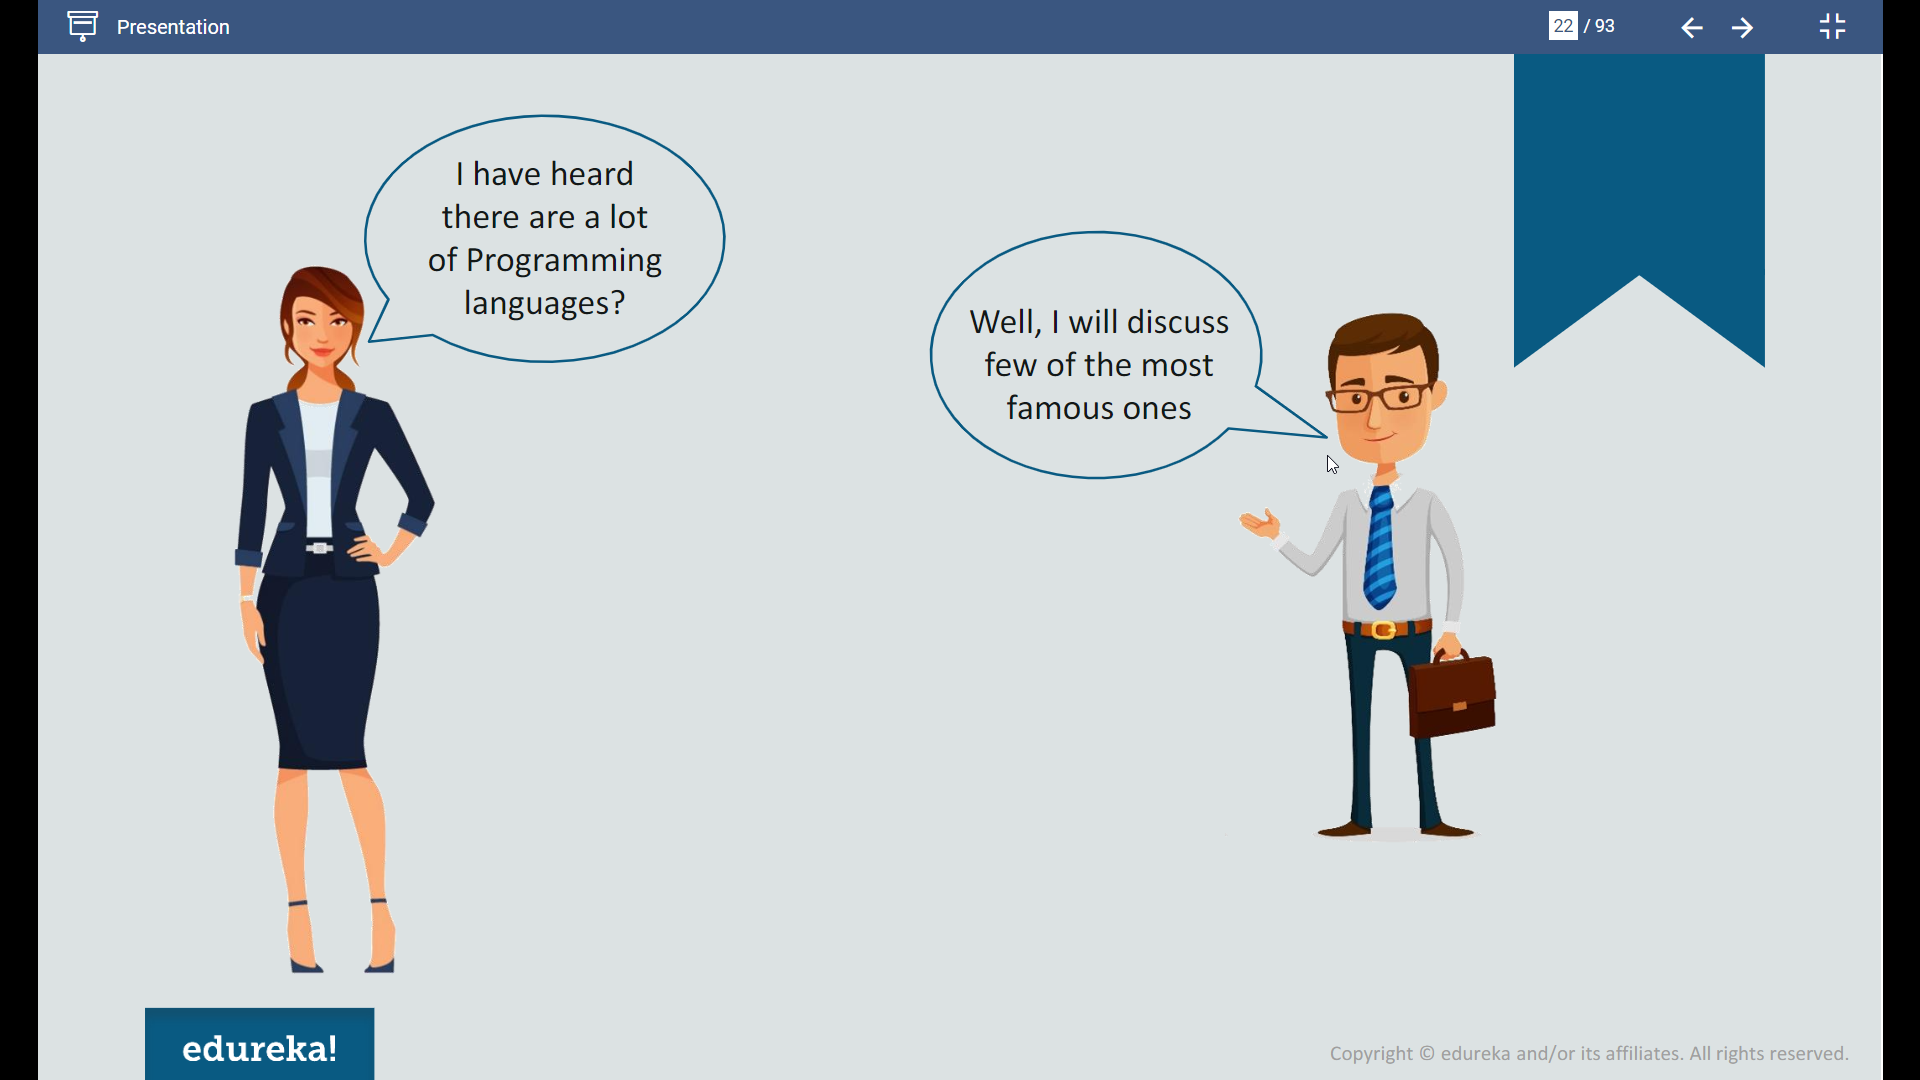 Presentation
22 / 93
I have heard
there are a lot
of Programming
languages?
Well, I will discuss
few of the most
famous ones
edureka!
Copyright © edureka and/or its affiliates. All rights reserved.